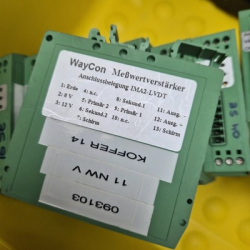 WayCon Meßwertverstärker
Anschlussbelegung IMA2-LVDT
1: Erde 4: n.c. 8: Sekund.1 11: Ausg. -
2: 0 V 5: Primär 2 9: Primär 1 12: Ausg. ~
3: 12 V 6: Sekund.2 10: n.c. 13: Schirm
7: Schirm
KOFFER 14
11 NW V
093103